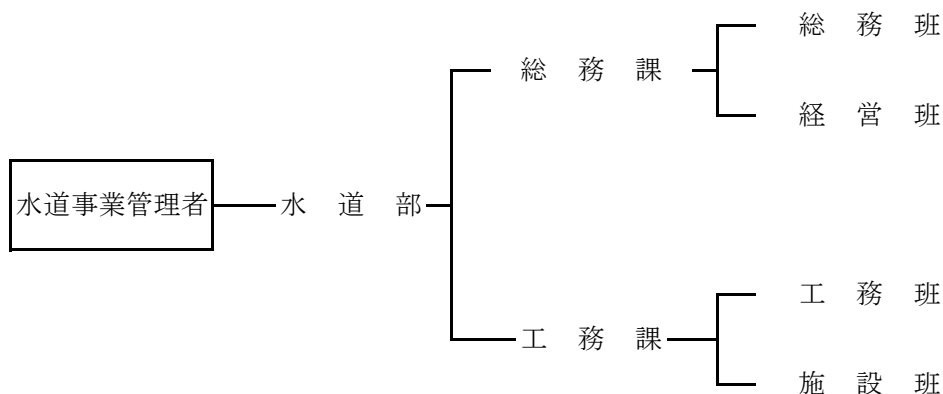 総務班
総務課
経営班
水道事業管理者
水道部
工務班
工務課
施設班